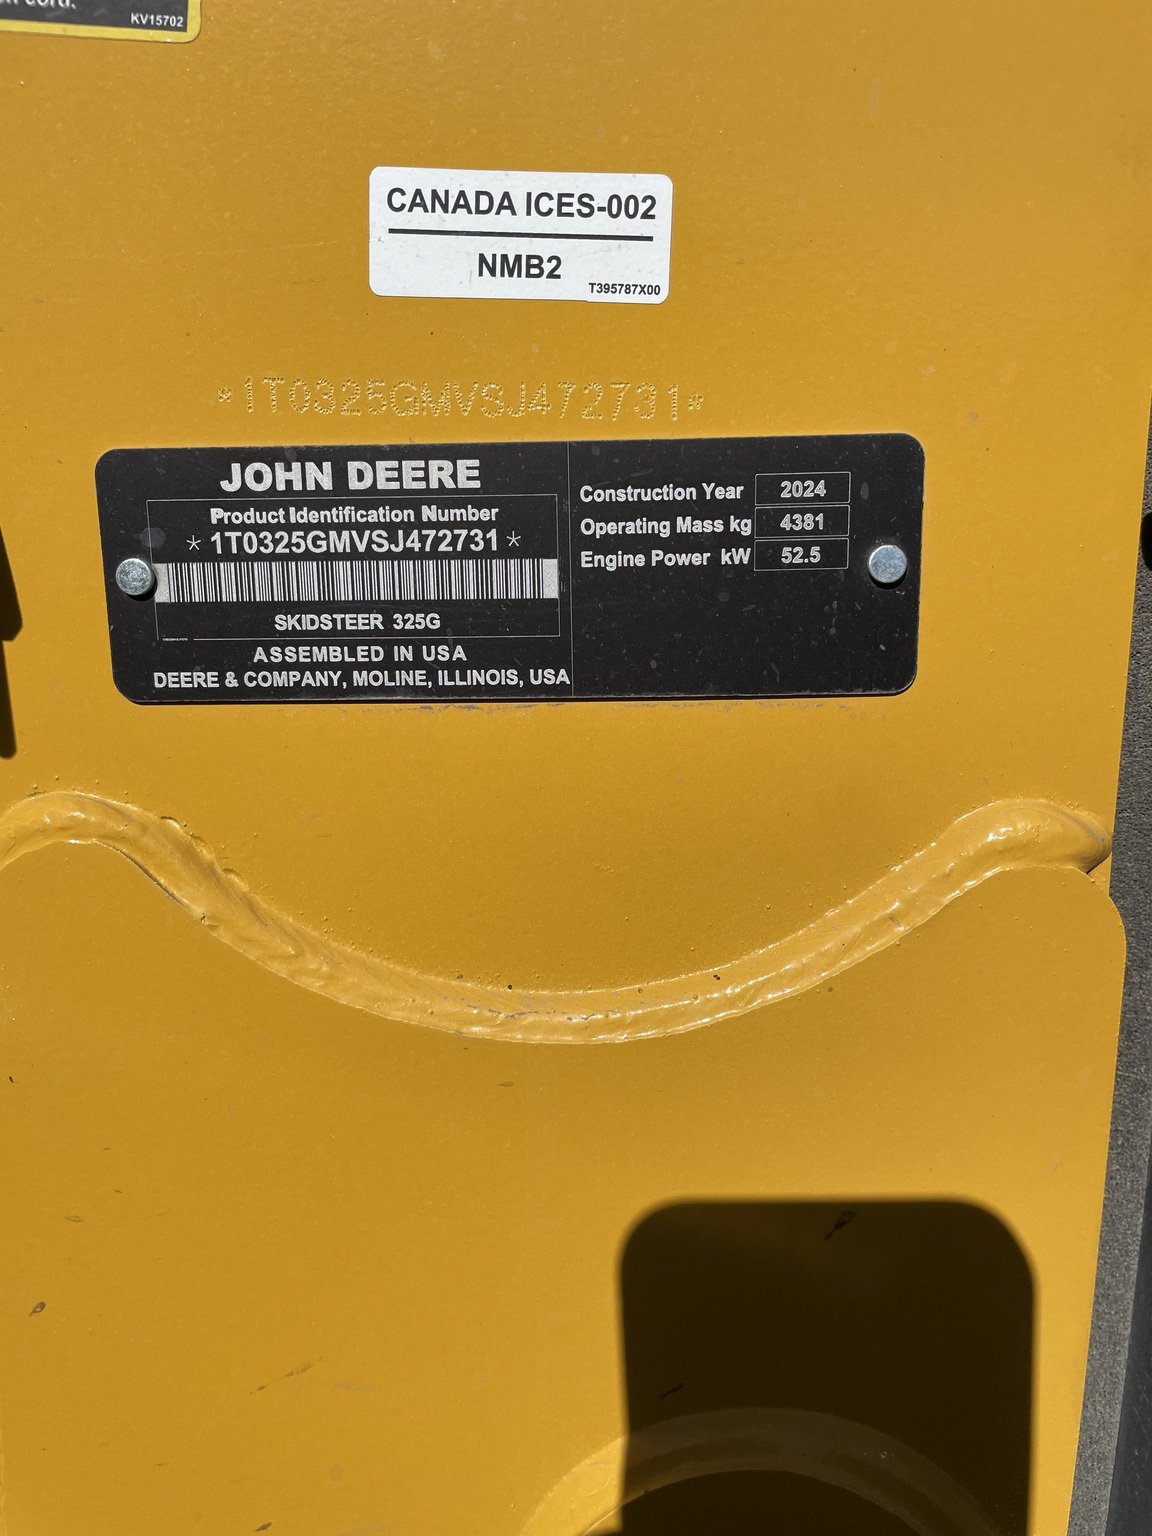 KV15702
CANADA ICES-002
NMB2
T395787X00
*1T0325GMVSJ472731*
JOHN DEERE
Product Identification Number
*1T0325GMVSJ472731*
SKIDSTEER 325G
ASSEMBLED IN USA
DEERE & COMPANY, MOLINE, ILLINOIS, USA
Construction Year 2024
Operating Mass kg 4381
Engine Power kW 52.5